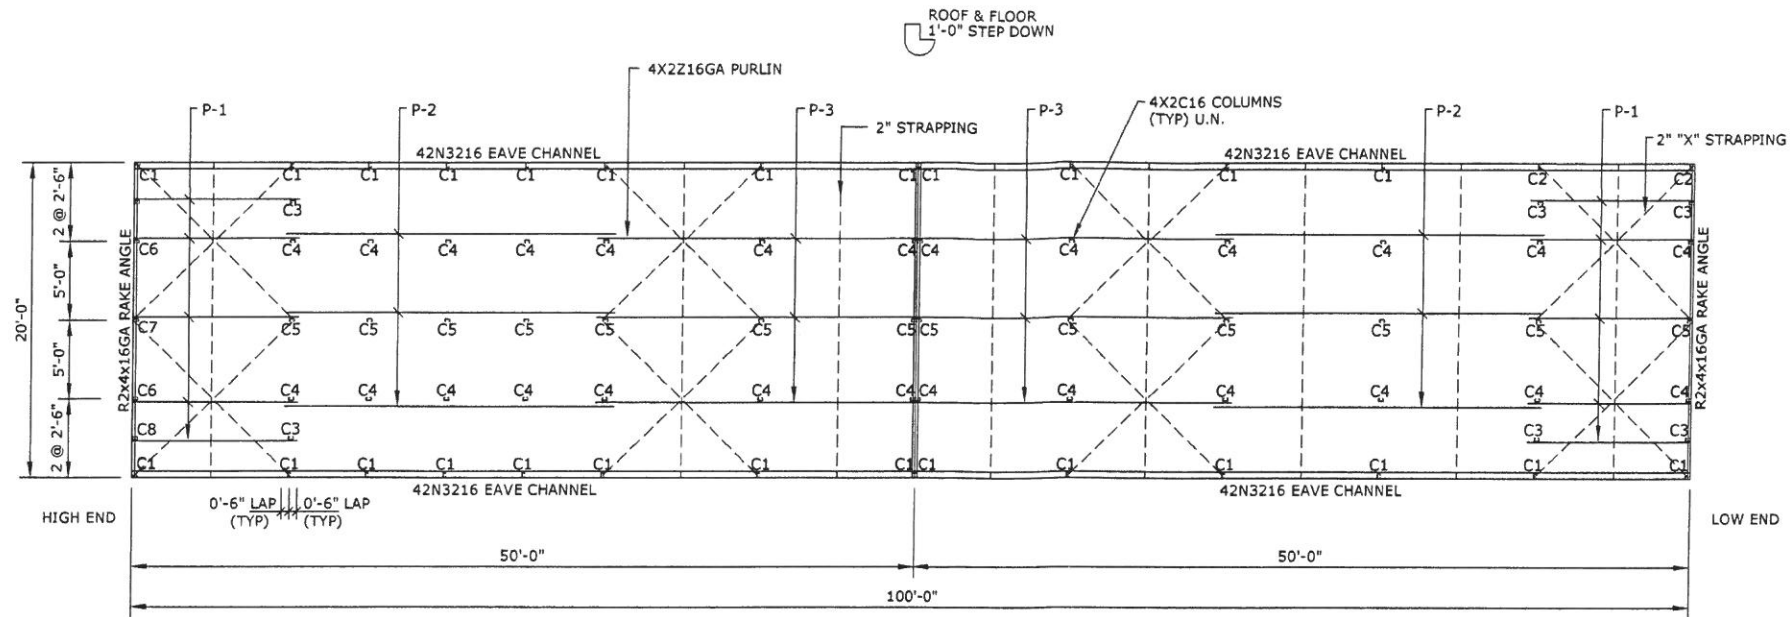 ROOF & FLOOR
1'-0" STEP DOWN
4X2Z16GA PURLIN
P-1
P-2
P-3
P-3
4X2C16 COLUMNS
(TYP) U.N.
P-2
P-1
2" STRAPPING
2" "X" STRAPPING
42N3216 EAVE CHANNEL
42N3216 EAVE CHANNEL
C1 C1 C1 C1 C1 C1 C1 C1 C1 C1 C1 C1 C2 C2
C3 C3 C3
C6 C4 C4 C4 C4 C4 C4 C4 C4 C4 C4 C4 C4 C4
C7 C5 C5 C5 C5 C5 C5 C5 C5 C5 C5 C5 C5 C5
C6 C4 C4 C4 C4 C4 C4 C4 C4 C4 C4 C4 C4 C4
C8 C3 C3 C3
C1 C1 C1 C1 C1 C1 C1 C1 C1 C1 C1 C1 C1 C1
20'-0"
2 @ 2'-6"
5'-0"
5'-0"
2 @ 2'-6"
R2x4x16GA RAKE ANGLE
R2x4x16GA RAKE ANGLE
42N3216 EAVE CHANNEL
42N3216 EAVE CHANNEL
HIGH END
0'-6" LAP
(TYP)
0'-6" LAP
(TYP)
LOW END
50'-0"
50'-0"
100'-0"